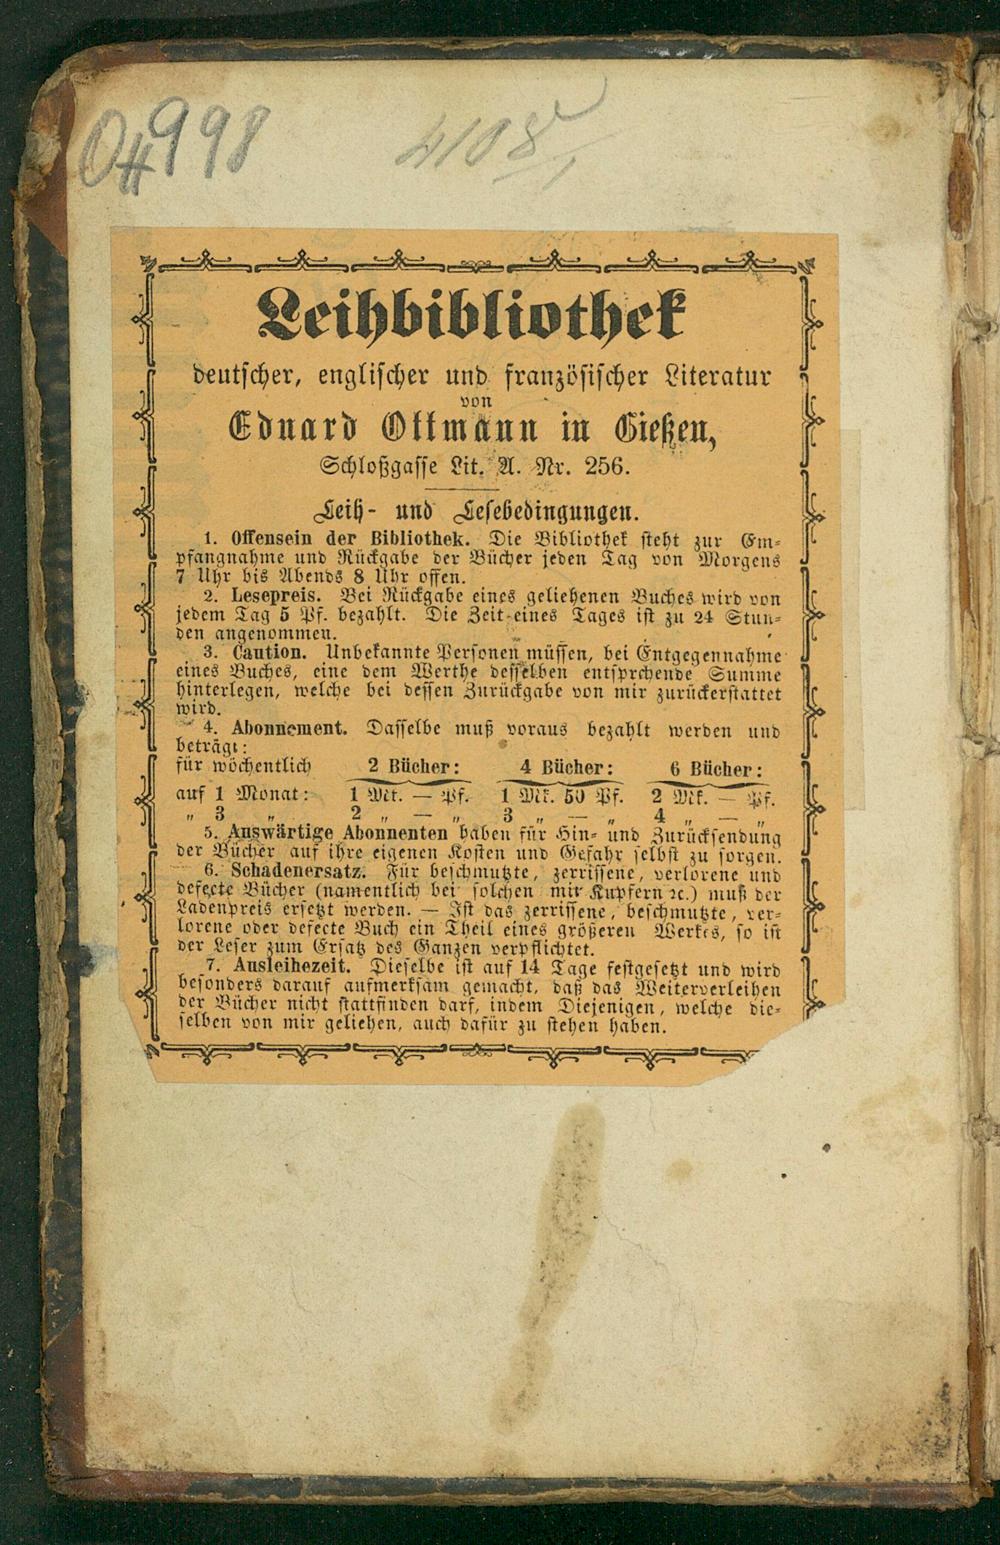 O#998
4108
Leihbibliothek
deutscher, englischer und französischer Literatur
von
Eduard Ottmann in Gießen,
Schloßgasse Lit. A. Nr. 256.
Leih- und Lesebedingungen.
1. Offensein der Bibliothek. Die Bibliothek steht zur Em-
pfangnahme und Rückgabe der Bücher jeden Tag von Morgens
7 Uhr bis Abends 8 Uhr offen.
2. Lesepreis. Bei Rückgabe eines geliehenen Buches wird von
jedem Tag 5 Pf. bezahlt. Die Zeit eines Tages ist zu 24 Stun-
den angenommen.
3. Caution. Unbekannte Personen müssen, bei Entgegennahme
eines Buches, eine dem Werthe desselben entsprchende Summe
hinterlegen, welche bei dessen Zurückgabe von mir zurückerstattet
wird.
4. Abonnement. Dasselbe muß voraus bezahlt werden und
beträgt:
für wöchentlich 2 Bücher: 4 Bücher: 6 Bücher:
auf 1 Monat: 1 Mk. — Pf. 1 Mk. 50 Pf. 2 Mk. — Pf.
„ 3 „ 2 „ — „ 3 „ — „ 4 „ — „
5. Auswärtige Abonnenten haben für Hin- und Zurücksendung
der Bücher auf ihre eigenen Kosten und Gefahr selbst zu sorgen.
6. Schadenersatz. Für beschmutzte, zerrissene, verlorene und
defecte Bücher (namentlich bei solchen mit Kupfern ꝛc.) muß der
Ladenpreis ersetzt werden. — Ist das zerrissene, beschmutzte, ver-
lorene oder defecte Buch ein Theil eines größeren Werkes, so ist
der Leser zum Ersatz des Ganzen verpflichtet.
7. Ausleihezeit. Dieselbe ist auf 14 Tage festgesetzt und wird
besonders darauf aufmerksam gemacht, daß das Weiterverleihen
der Bücher nicht stattfinden darf, indem Diejenigen, welche die-
selben von mir geliehen, auch dafür zu stehen haben.